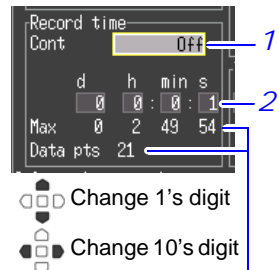 Record time
Cont Off 1
d h min s
0 0 : 0 : 1 2
Max 0 2 49 54
Data pts 21
Change 1's digit
Change 10's digit